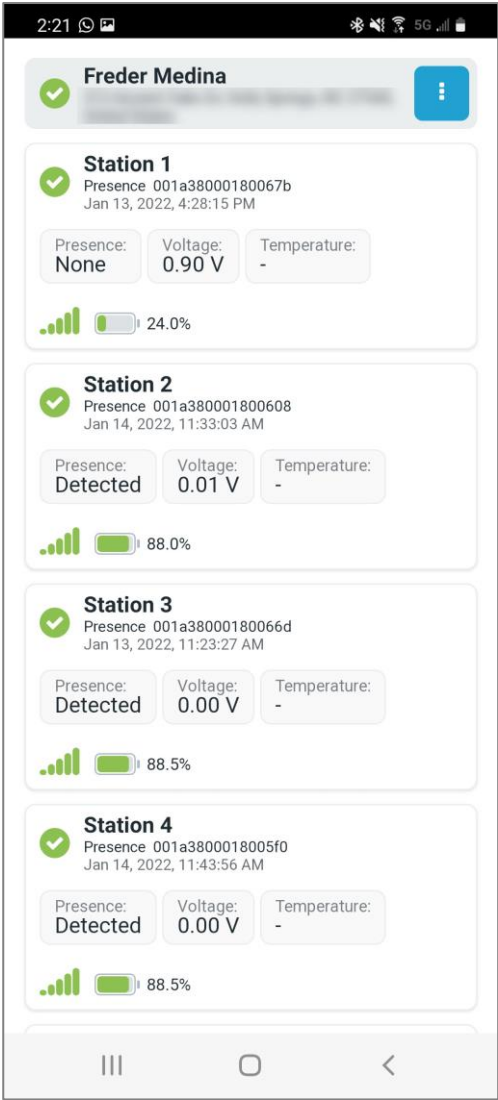 2:21 5G
Freder Medina
Station 1
Presence 001a38000180067b
Jan 13, 2022, 4:28:15 PM
Presence: Voltage: Temperature:
None 0.90 V -
24.0%
Station 2
Presence 001a380001800608
Jan 14, 2022, 11:33:03 AM
Presence: Voltage: Temperature:
Detected 0.01 V -
88.0%
Station 3
Presence 001a38000180066d
Jan 13, 2022, 11:23:27 AM
Presence: Voltage: Temperature:
Detected 0.00 V -
88.5%
Station 4
Presence 001a3800018005f0
Jan 14, 2022, 11:43:56 AM
Presence: Voltage: Temperature:
Detected 0.00 V -
88.5%